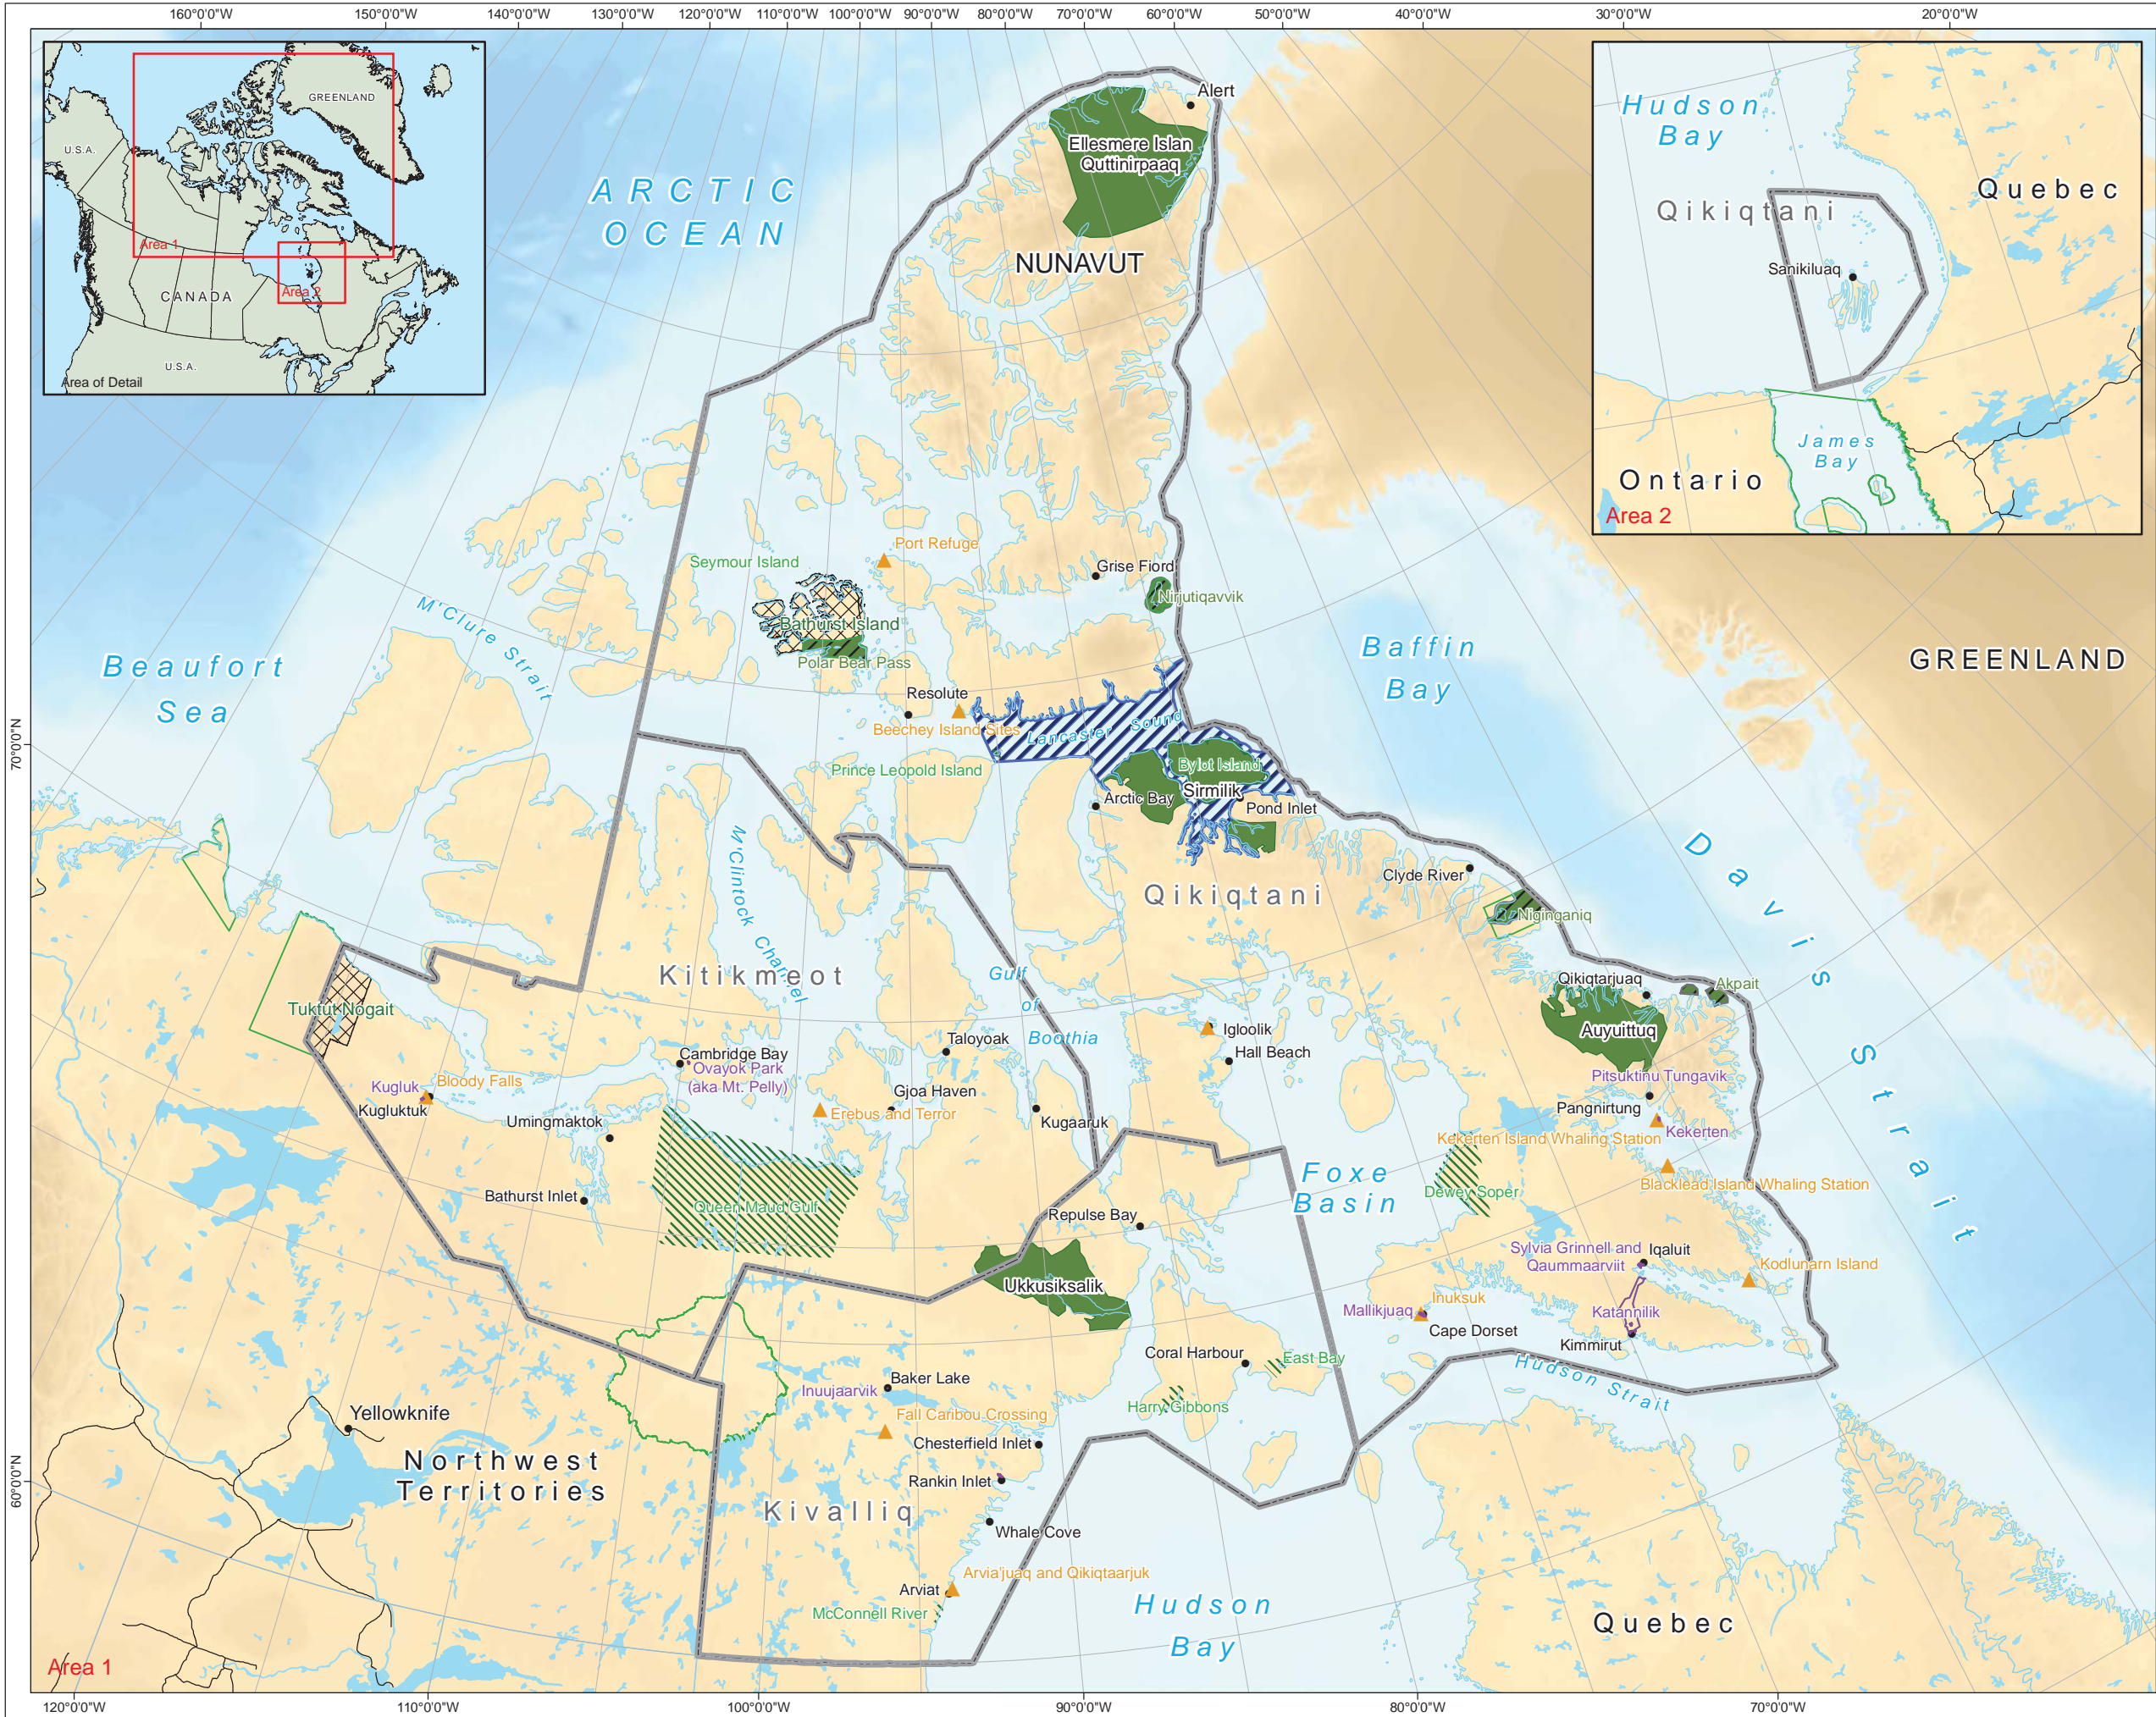 160°0'0"W
150°0'0"W
140°0'0"W
130°0'0"W
120°0'0"W
110°0'0"W
100°0'0"W
90°0'0"W
80°0'0"W
70°0'0"W
60°0'0"W
50°0'0"W
40°0'0"W
30°0'0"W
20°0'0"W
GREENLAND
U.S.A.
Area 1
CANADA
Area 2
U.S.A.
Area of Detail
Hudson
Bay
Quebec
Qikiqtani
Sanikiluaq
James
Bay
Ontario
Area 2
Alert
Ellesmere Islan
Quttinirpaaq
ARCTIC
OCEAN
NUNAVUT
Port Refuge
Seymour Island
Grise Fiord
Nirjutiqavvik
M'Clure Strait
Bathurst Island
Polar Bear Pass
Baffin
Bay
GREENLAND
Beaufort
Sea
Resolute
Beechey Island Sites
Lancaster Sound
70°0'0"N
Prince Leopold Island
Bylot Island
Sirmilik
Arctic Bay
Pond Inlet
M'Clintock Channel
Davis Strait
Clyde River
Qikiqtani
Niginganiq
Kitikmeot
Gulf
of
Boothia
Qikiqtarjuaq
Akpait
Tuktut Nogait
Auyuittuq
Igloolik
Taloyoak
Hall Beach
Cambridge Bay
Ovayok Park
(aka Mt. Pelly)
Kugluk
Bloody Falls
Kugluktuk
Gjoa Haven
Erebus and Terror
Pitsuktinu Tungavik
Pangnirtung
Umingmaktok
Kugaaruk
Kekerten
Kekerten Island Whaling Station
Foxe
Basin
Blacklead Island Whaling Station
Dewey Soper
Bathurst Inlet
Queen Maud Gulf
Repulse Bay
Sylvia Grinnell and
Qaummaarviit
Iqaluit
Kodlunarn Island
Ukkusiksalik
Inuksuk
Mallikjuaq
Katannilik
Cape Dorset
Kimmirut
Coral Harbour
East Bay
Hudson Strait
Baker Lake
Inuujaarvik
Harry Gibbons
Yellowknife
Fall Caribou Crossing
Chesterfield Inlet
Northwest
Territories
Rankin Inlet
60°0'0"N
Kivalliq
Whale Cove
Arvia'juaq and Qikiqtaarjuk
Arviat
McConnell River
Hudson
Bay
Quebec
Area 1
120°0'0"W
110°0'0"W
100°0'0"W
90°0'0"W
80°0'0"W
70°0'0"W